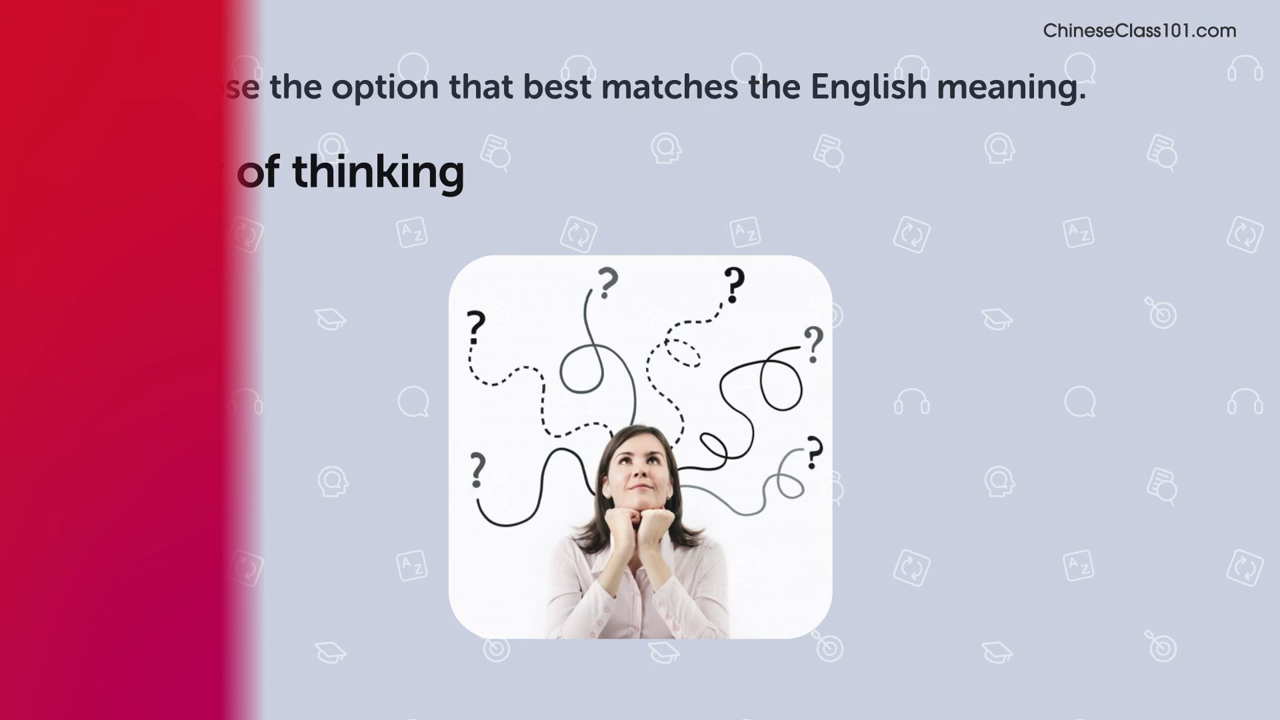 ChineseClass101.com
se the option that best matches the English meaning.
of thinking
? ? ? ? ? ?